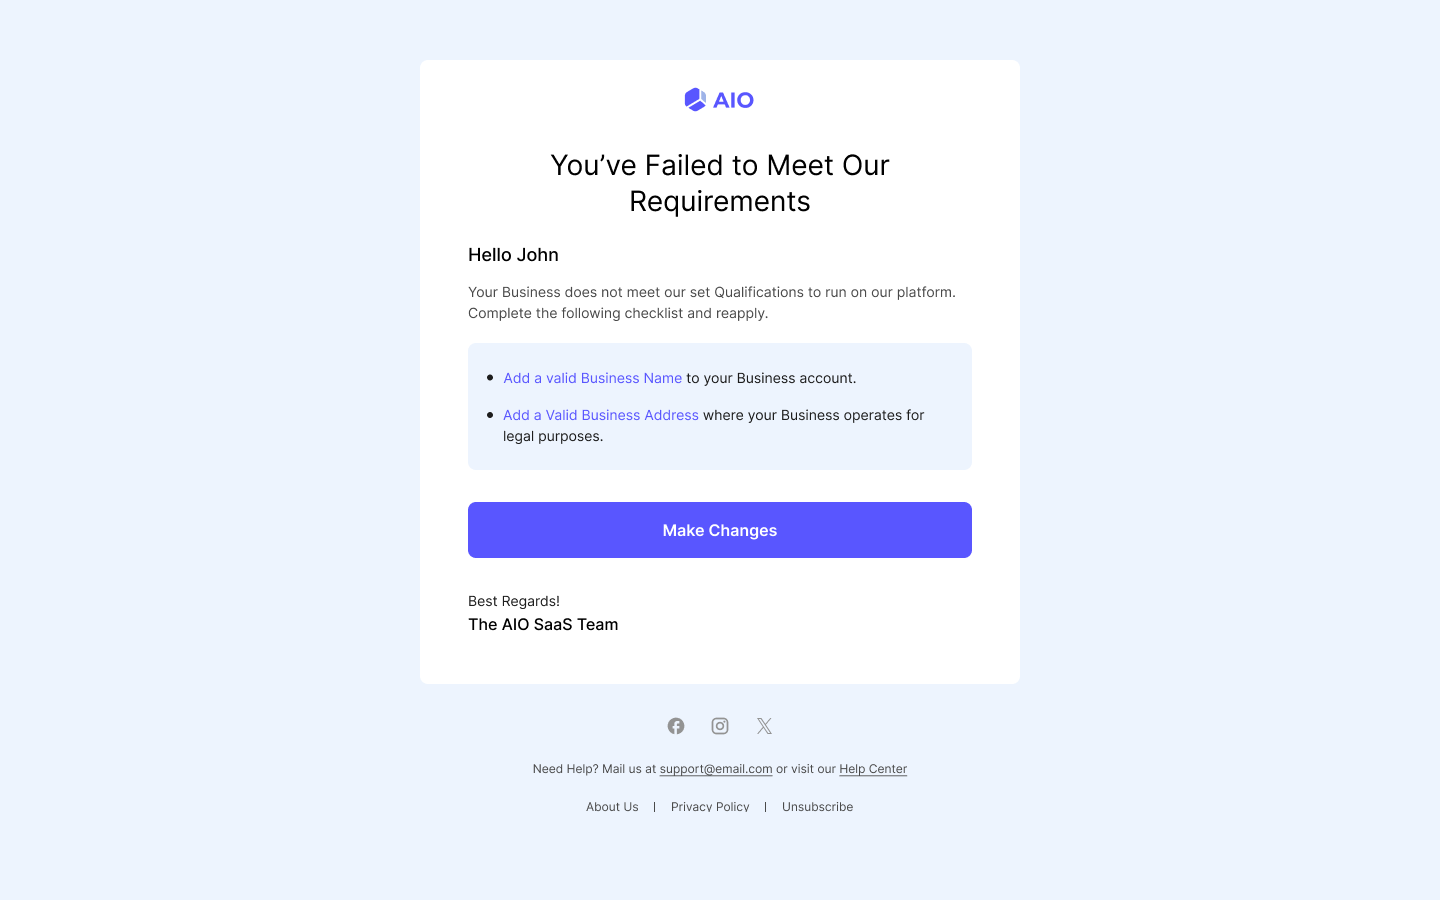 AIO
You’ve Failed to Meet Our
Requirements
Hello John
Your Business does not meet our set Qualifications to run on our platform.
Complete the following checklist and reapply.
• Add a valid Business Name to your Business account.
• Add a Valid Business Address where your Business operates for
legal purposes.
Make Changes
Best Regards!
The AIO SaaS Team
Need Help? Mail us at support@email.com or visit our Help Center
About Us | Privacy Policy | Unsubscribe